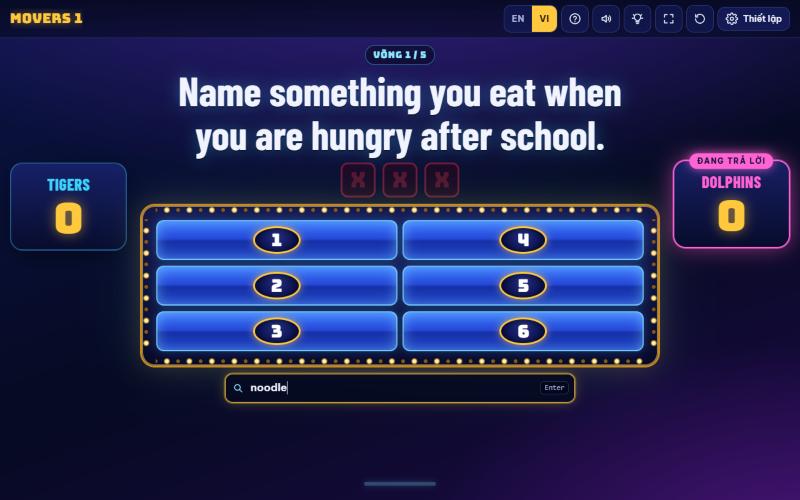 MOVERS 1
EN VI Thiết lập
VÒNG 1 / 5
Name something you eat when
you are hungry after school.
TIGERS
0
X X X
ĐANG TRẢ LỜI
DOLPHINS
0
1
2
3
4
5
6
noodle Enter